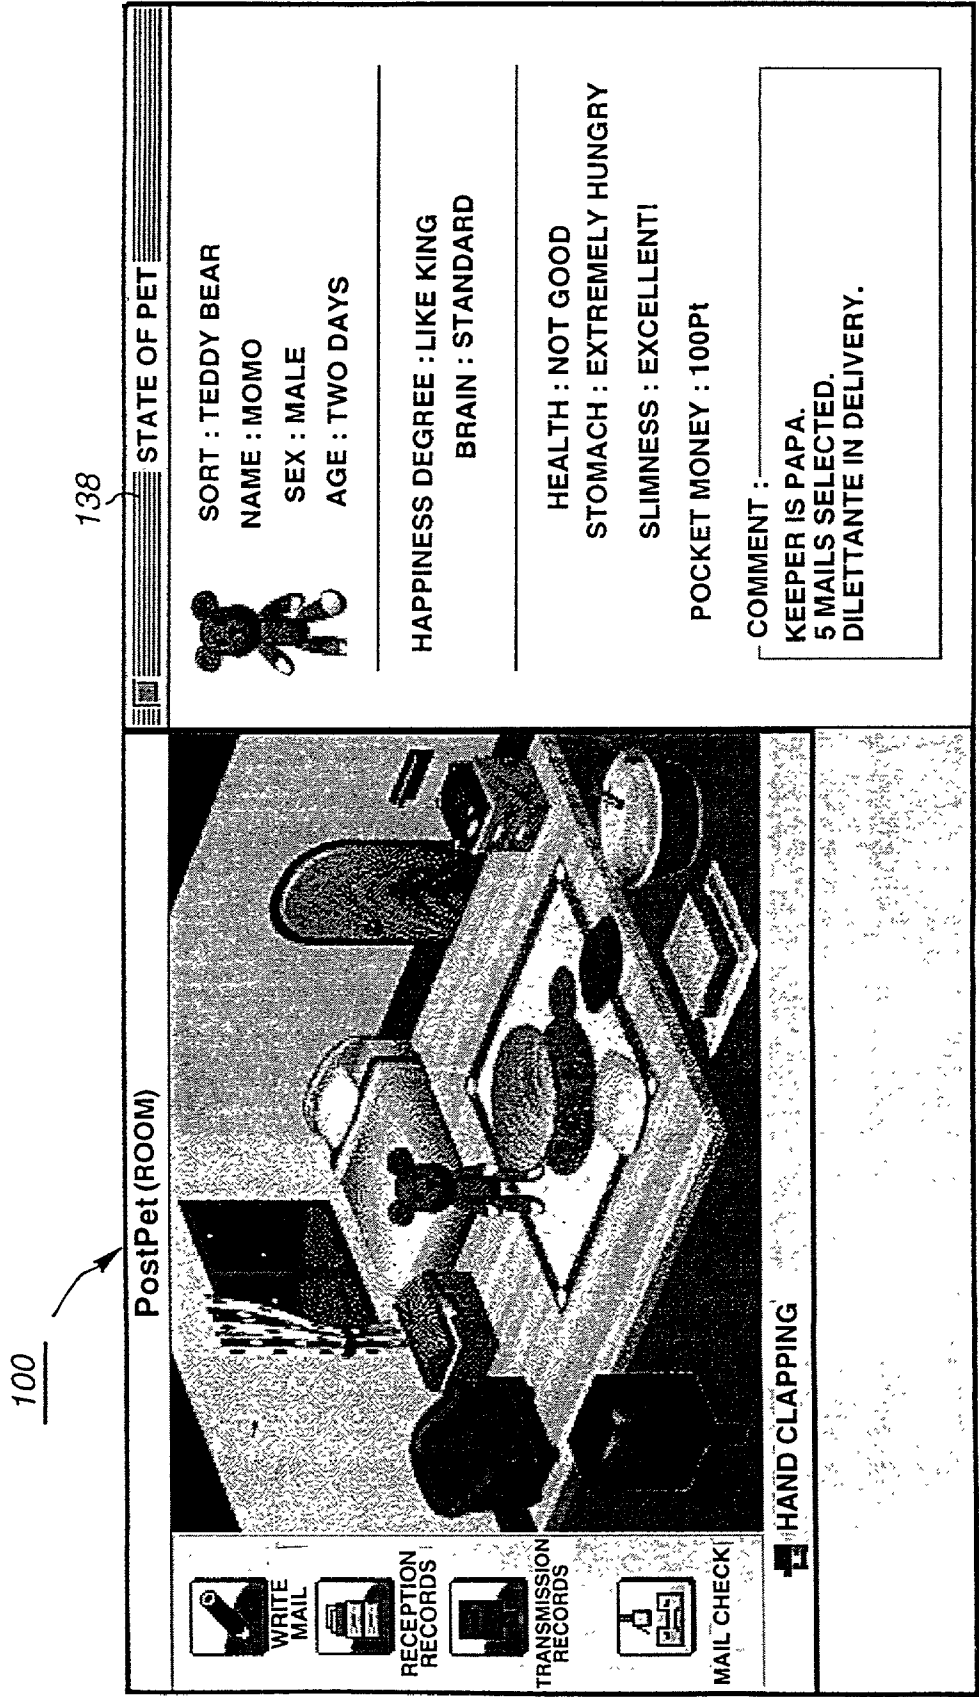 100
PostPet (ROOM)
WRITE
MAIL
RECEPTION
RECORDS
TRANSMISSION
RECORDS
MAIL CHECK
HAND CLAPPING
138
STATE OF PET
SORT : TEDDY BEAR
NAME : MOMO
SEX : MALE
AGE : TWO DAYS
HAPPINESS DEGREE : LIKE KING
BRAIN : STANDARD
HEALTH : NOT GOOD
STOMACH : EXTREMELY HUNGRY
SLIMNESS : EXCELLENT!
POCKET MONEY : 100Pt
COMMENT :
KEEPER IS PAPA.
5 MAILS SELECTED.
DILETTANTE IN DELIVERY.